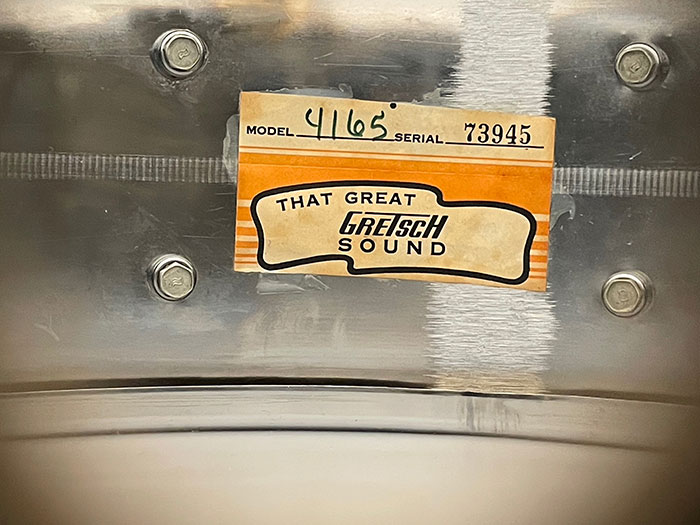 MODEL 4165 SERIAL 73945
THAT GREAT
GRETSCH
SOUND